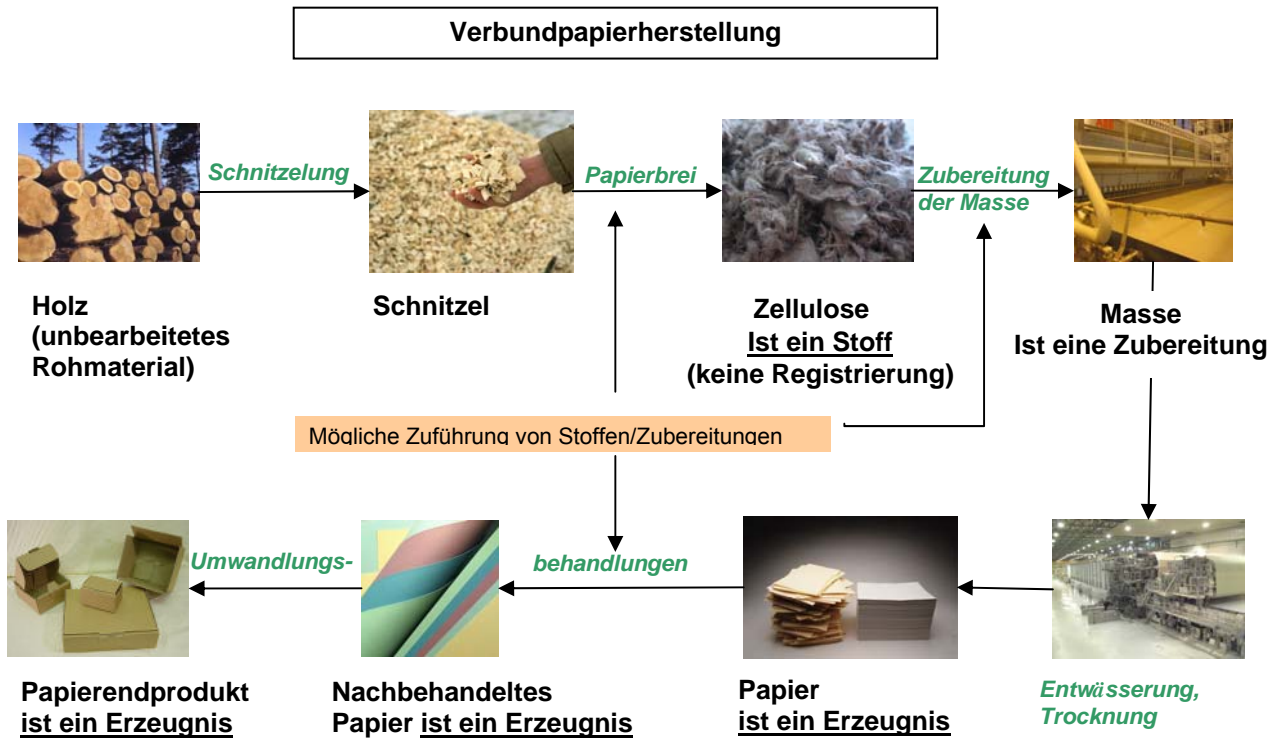 Verbundpapierherstellung
Schnitzelung
Papierbrei
Zubereitung
der Masse
Holz
(unbearbeitetes
Rohmaterial)
Schnitzel
Zellulose
Ist ein Stoff
(keine Registrierung)
Masse
Ist eine Zubereitung
Mögliche Zuführung von Stoffen/Zubereitungen
Umwandlungs-
behandlungen
Papierendprodukt
ist ein Erzeugnis
Nachbehandeltes
Papier ist ein Erzeugnis
Papier
ist ein Erzeugnis
Entwässerung,
Trocknung